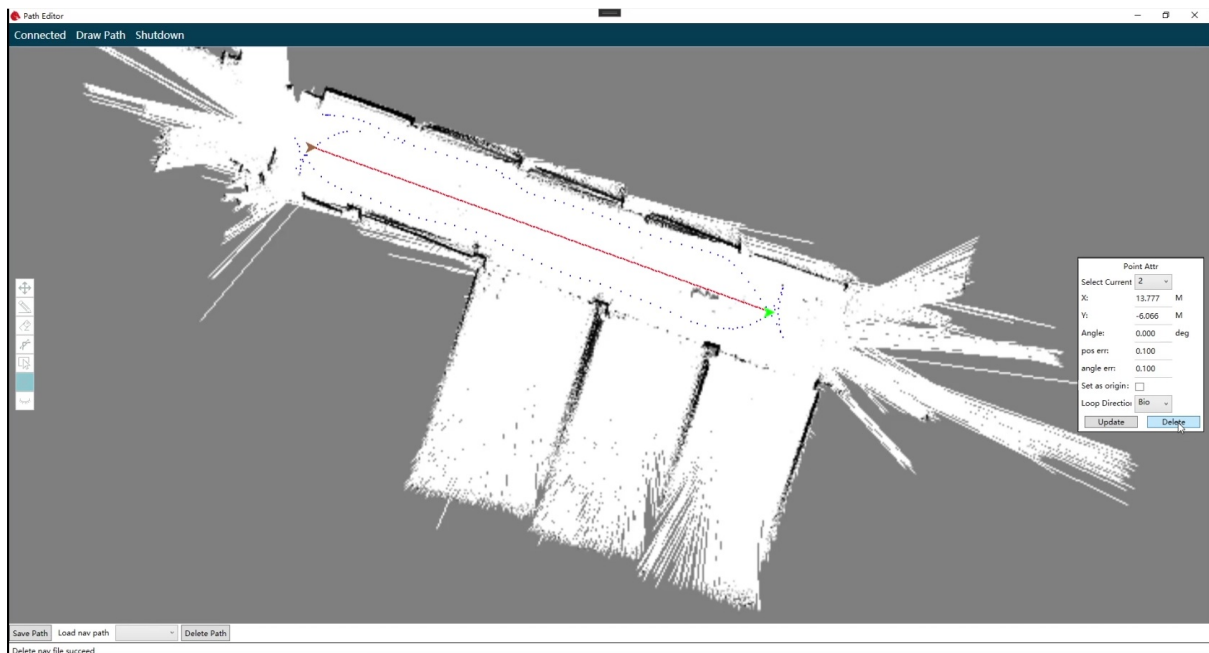 Path Editor
Connected Draw Path Shutdown
Point Attr
Select Current 2
X: 13.777 M
Y: -6.066 M
Angle: 0.000 deg
pos err: 0.100
angle err: 0.100
Set as origin:
Loop Direction Bio
Update Delete
Save Path Load nav path Delete Path
Delete nav file succeed